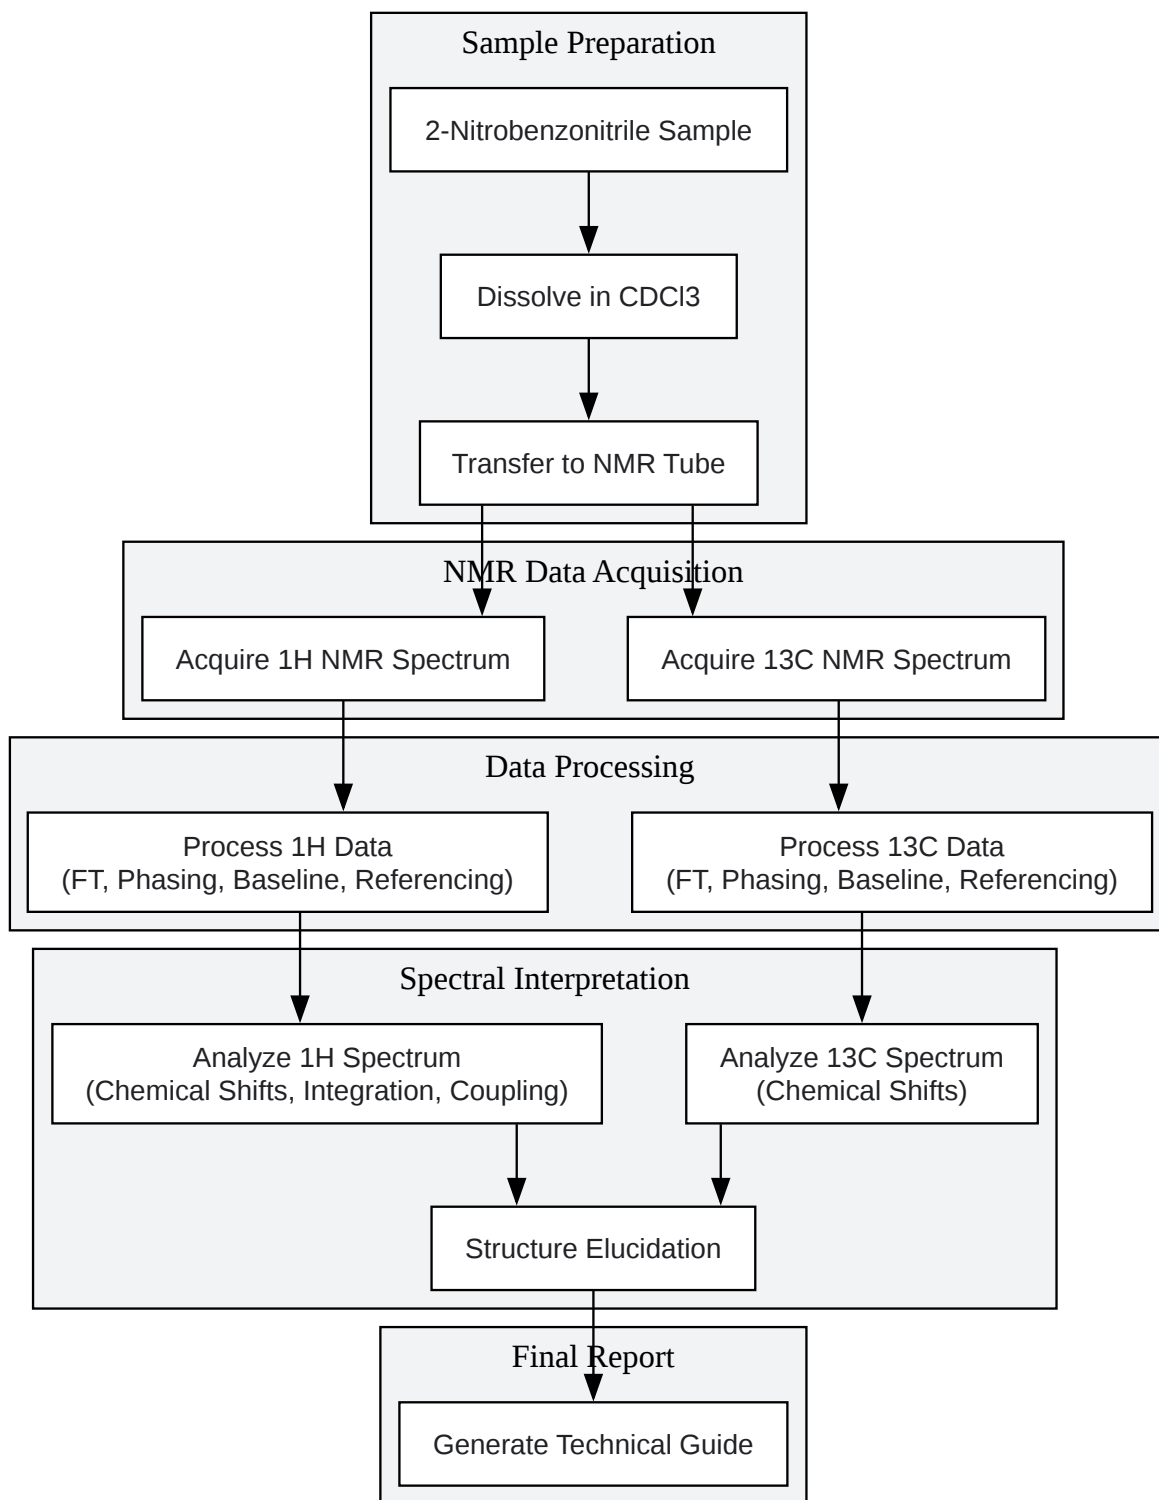 Sample Preparation
2-Nitrobenzonitrile Sample
Dissolve in CDCl3
Transfer to NMR Tube
NMR Data Acquisition
Acquire 1H NMR Spectrum
Acquire 13C NMR Spectrum
Data Processing
Process 1H Data
(FT, Phasing, Baseline, Referencing)
Process 13C Data
(FT, Phasing, Baseline, Referencing)
Spectral Interpretation
Analyze 1H Spectrum
(Chemical Shifts, Integration, Coupling)
Analyze 13C Spectrum
(Chemical Shifts)
Structure Elucidation
Final Report
Generate Technical Guide